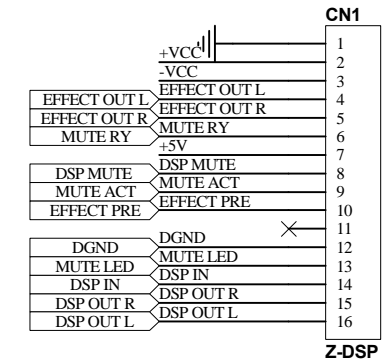 CN1
1
+VCC 2
-VCC 3
EFFECT OUT L EFFECT OUT L 4
EFFECT OUT R EFFECT OUT R 5
MUTE RY MUTE RY 6
+5V 7
DSP MUTE DSP MUTE 8
MUTE ACT MUTE ACT 9
EFFECT PRE EFFECT PRE 10
11
DGND DGND 12
MUTE LED MUTE LED 13
DSP IN DSP IN 14
DSP OUT R DSP OUT R 15
DSP OUT L DSP OUT L 16
Z-DSP